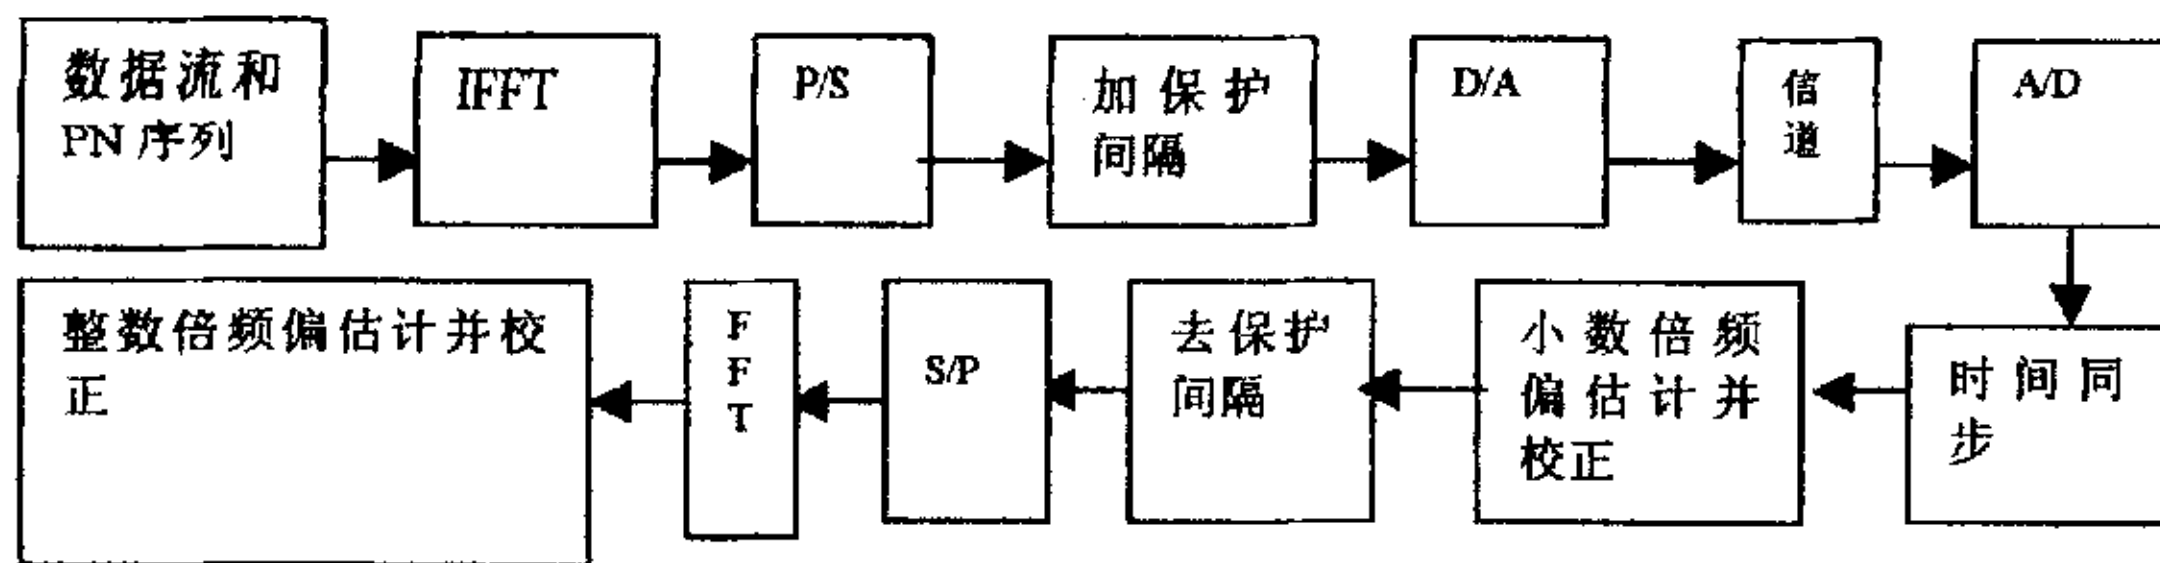 数据流和
PN 序列
IFFT
P/S
加保护
间隔
D/A
信
道
A/D
整数倍频偏估计并校
正
F
F
T
S/P
去保护
间隔
小数倍频
偏估计并
校正
时间同
步